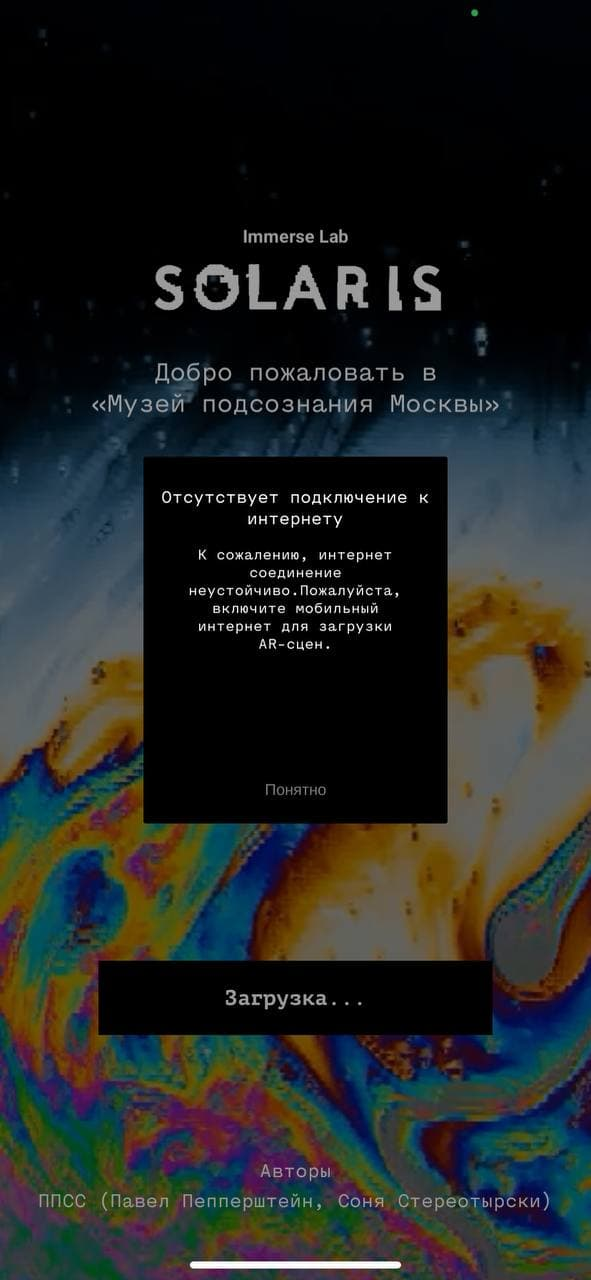 Immerse Lab
SOLARIS
Добро пожаловать в
«Музей подсознания Москвы»
Отсутствует подключение к
интернету
К сожалению, интернет
соединение
неустойчиво.Пожалуйста,
включите мобильный
интернет для загрузки
AR-сцен.
Понятно
Загрузка...
Авторы
ППСС (Павел Пепперштейн, Соня Стереотырски)